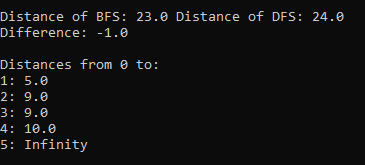 Distance of BFS: 23.0 Distance of DFS: 24.0
Difference: -1.0
Distances from 0 to:
1: 5.0
2: 9.0
3: 9.0
4: 10.0
5: Infinity